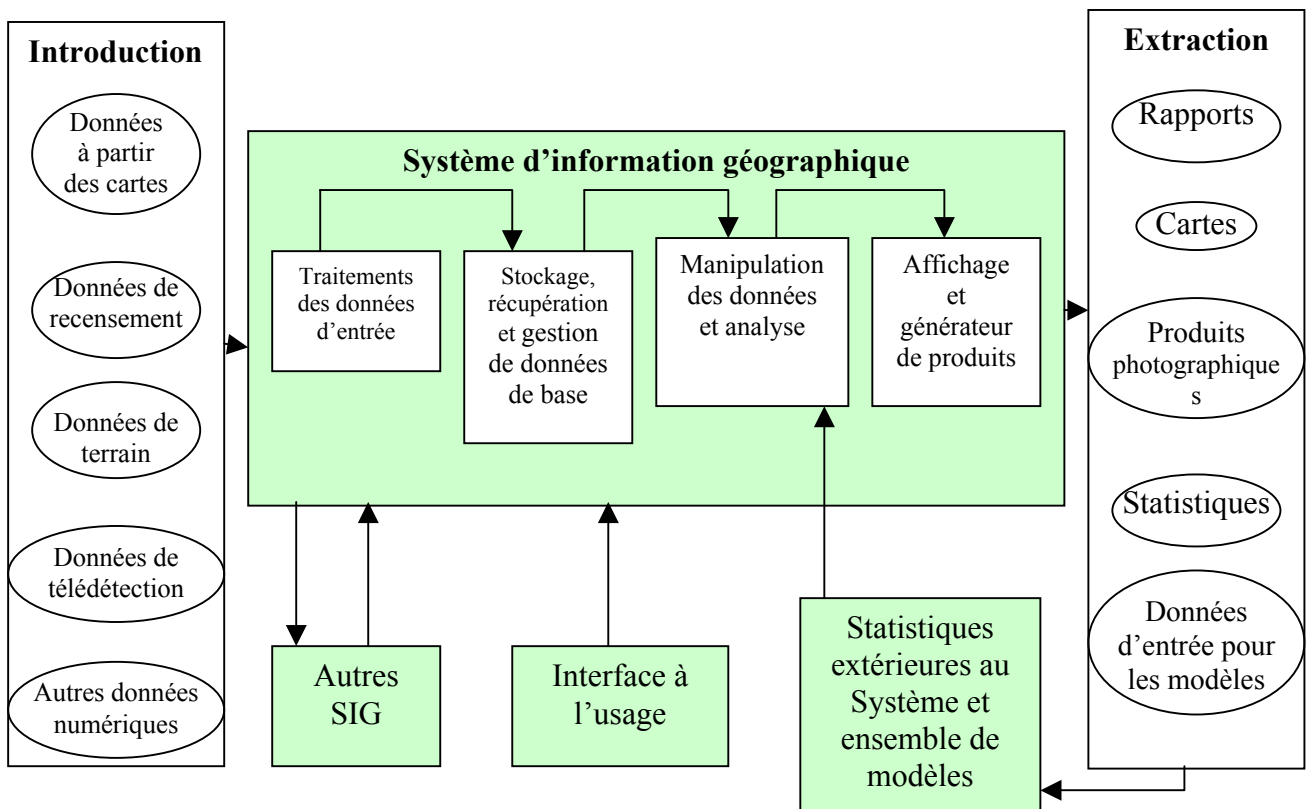 Introduction
Données
à partir
des cartes
Données de
recensement
Données de
terrain
Données de
télédétection
Autres données
numériques
Système d’information géographique
Traitements
des données
d’entrée
Stockage,
récupération
et gestion
de données
de base
Manipulation
des données
et analyse
Affichage
et
générateur
de produits
Autres
SIG
Interface à
l’usage
Statistiques
extérieures au
Système et
ensemble de
modèles
Extraction
Rapports
Cartes
Produits
photographique
s
Statistiques
Données
d’entrée pour
les modèles